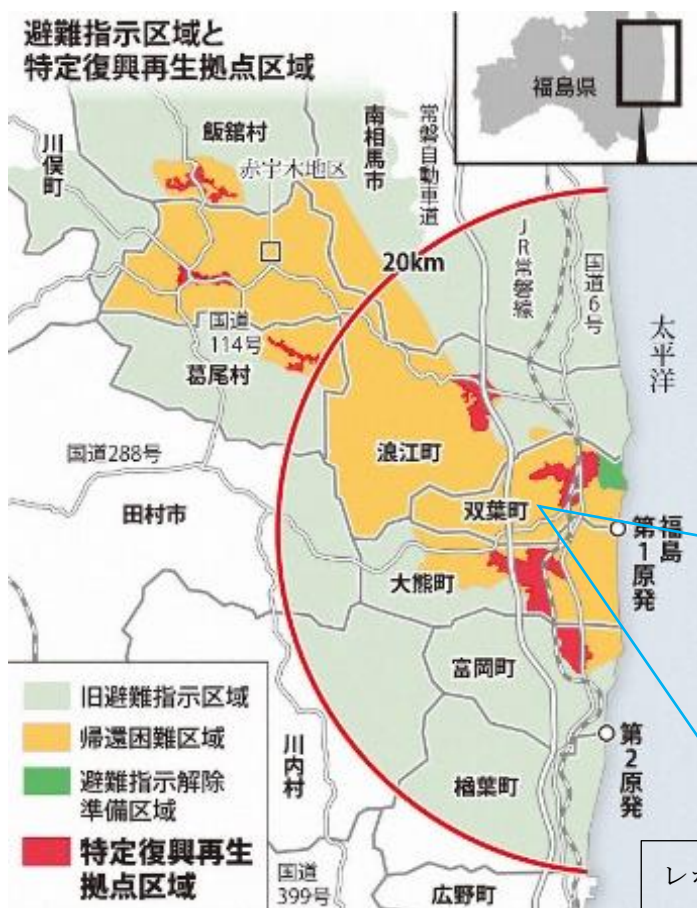 避難指示区域と
特定復興再生拠点区域
福島県
飯舘村
川俣町
赤宇木地区
南相馬市
常磐自動車道
JR常磐線
国道6号
20km
太平洋
国道
114号
葛尾村
国道288号
浪江町
田村市
双葉町
福島
第1原発
大熊町
富岡町
川内村
第2原発
楢葉町
国道
399号
広野町
旧避難指示区域
帰還困難区域
避難指示解除
準備区域
特定復興再生
拠点区域